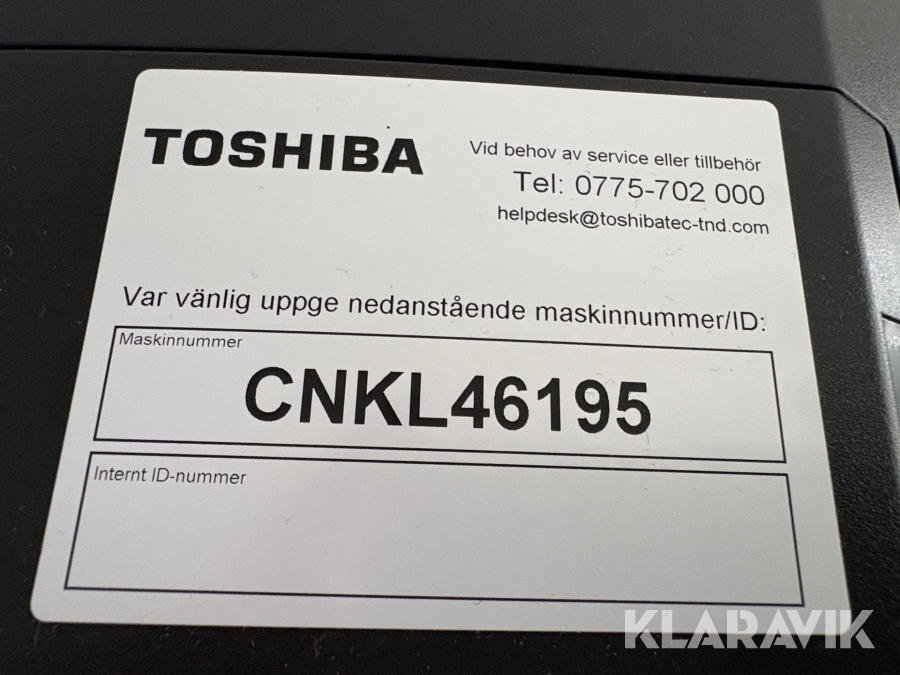 TOSHIBA
Vid behov av service eller tillbehör
Tel: 0775-702 000
helpdesk@toshibatec-tnd.com
Var vänlig uppge nedanstående maskinnummer/ID:
Maskinnummer
CNKL46195
Internt ID-nummer
KLARAVIK